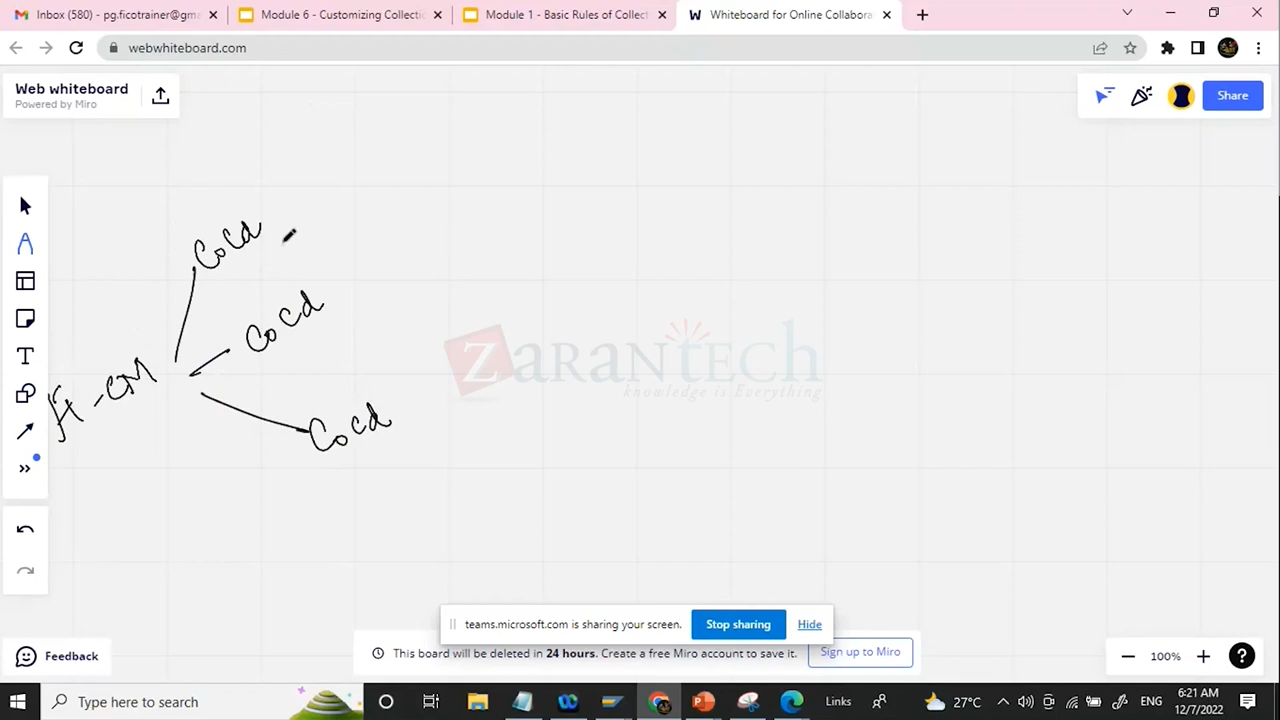 Inbox (580) - pg.ficotrainer@gma
Module 6 - Customizing Collecti
Module 1 - Basic Rules of Collect
Whiteboard for Online Collabora
webwhiteboard.com
Web whiteboard
Powered by Miro
Share
CoCd
CoCd
FI - CM
CoCd
ZARANTECH
knowledge is Everything
teams.microsoft.com is sharing your screen. Stop sharing Hide
This board will be deleted in 24 hours. Create a free Miro account to save it. Sign up to Miro
Feedback
100%
Type here to search
Links
27°C
ENG
6:21 AM
12/7/2022